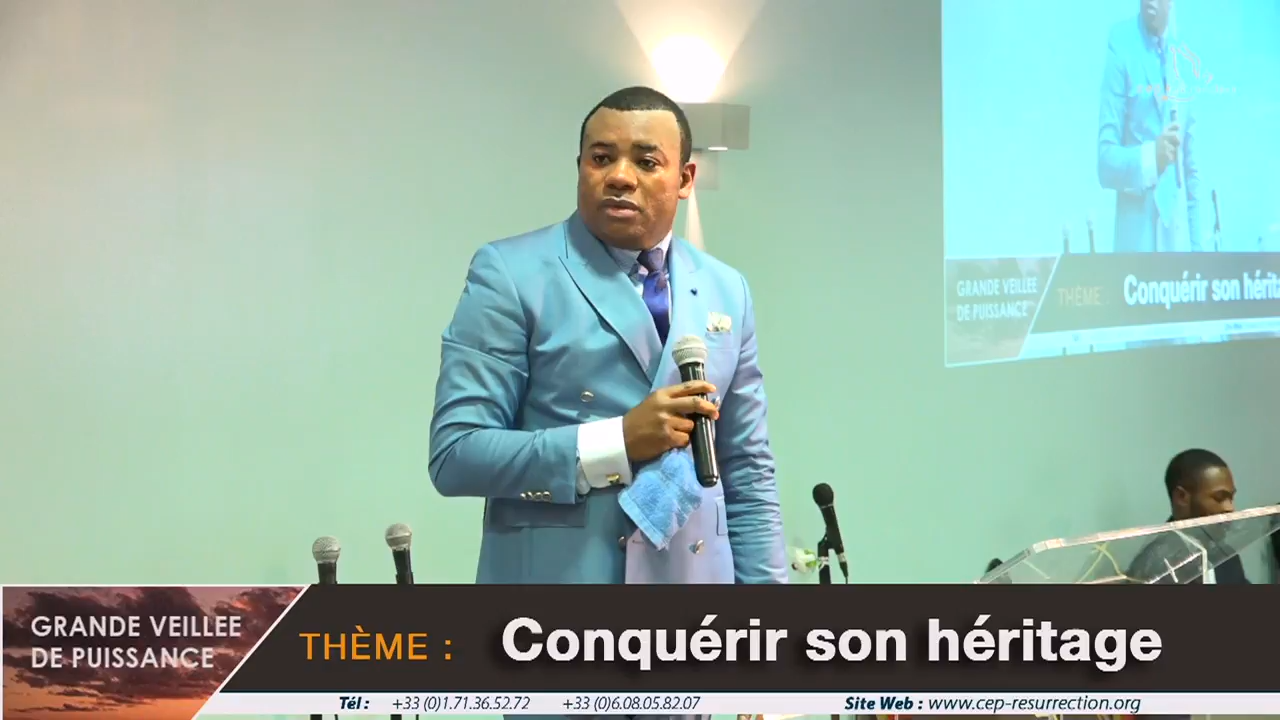 GRANDE VEILLEE
DE PUISSANCE
THÈME :
Conquérir son hérita
GRANDE VEILLEE
DE PUISSANCE
THÈME : Conquérir son héritage
Tél : +33 (0)1.71.36.52.72 +33 (0)6.08.05.82.07 Site Web : www.cep-resurrection.org